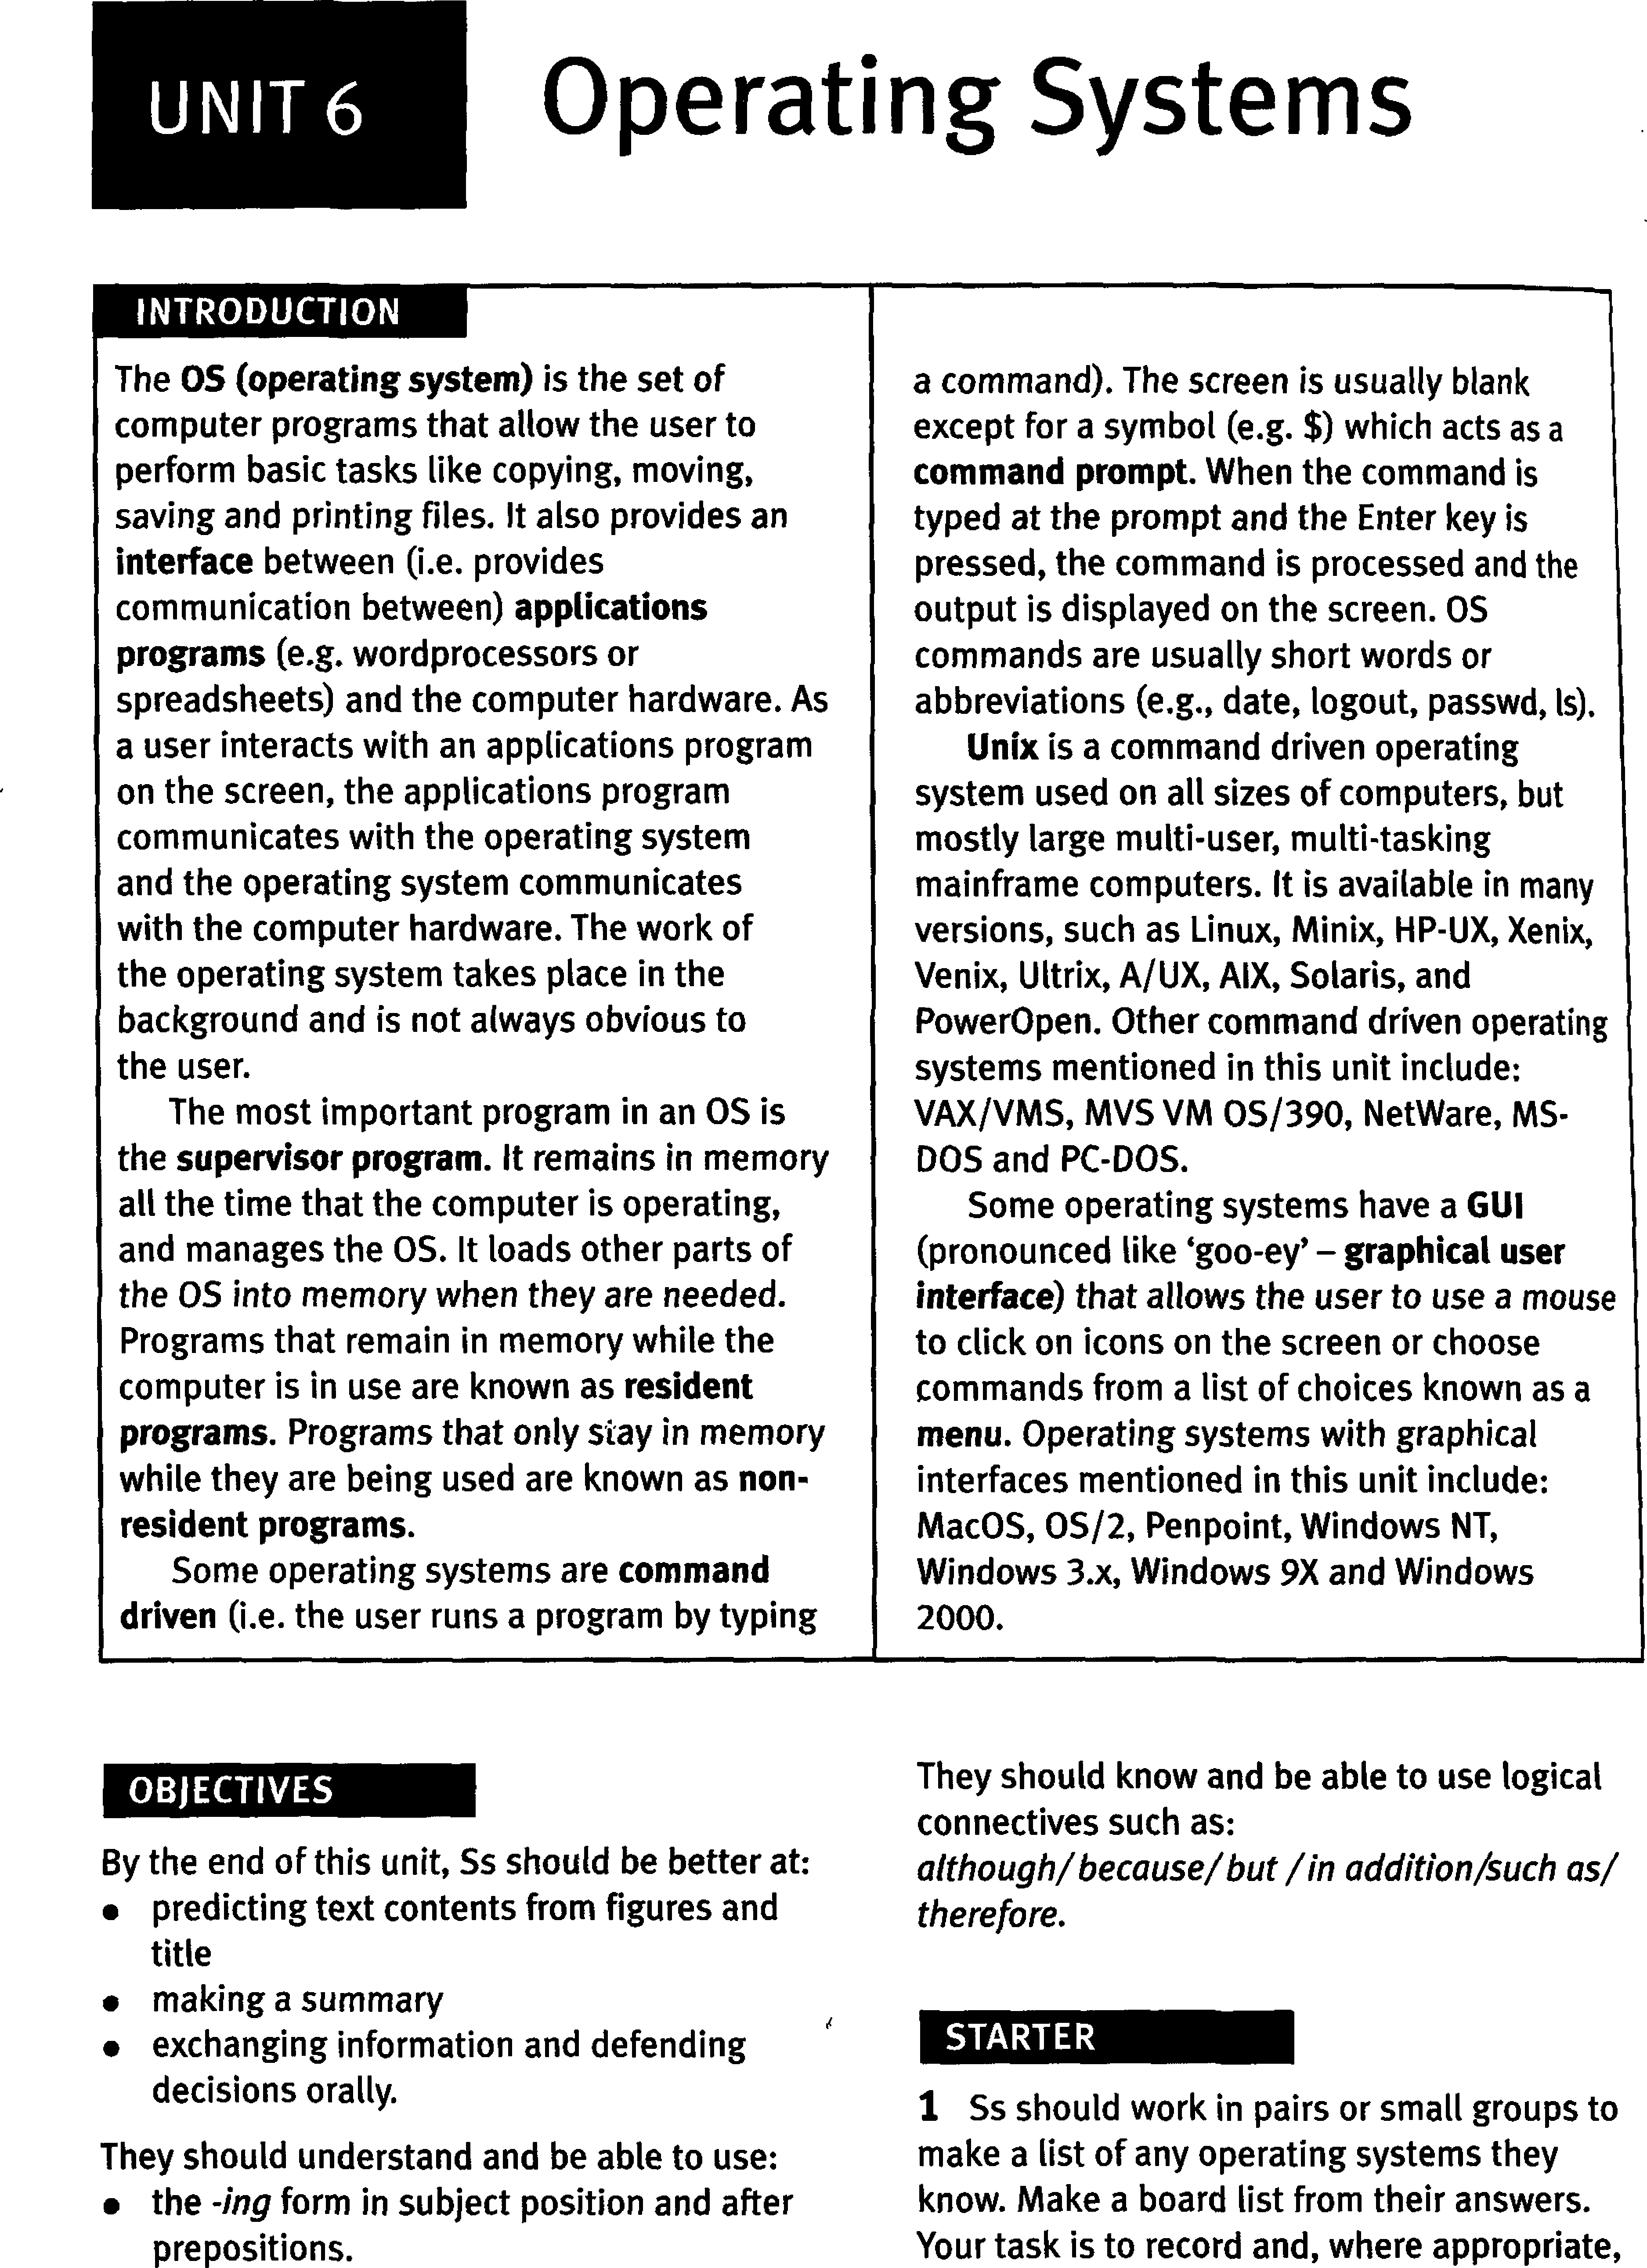 UNIT 6
Operating Systems
INTRODUCTION
The OS (operating system) is the set of
computer programs that allow the user to
perform basic tasks like copying, moving,
saving and printing files. It also provides an
interface between (i.e. provides
communication between) applications
programs (e.g. wordprocessors or
spreadsheets) and the computer hardware. As
a user interacts with an applications program
on the screen, the applications program
communicates with the operating system
and the operating system communicates
with the computer hardware. The work of
the operating system takes place in the
background and is not always obvious to
the user.
The most important program in an OS is
the supervisor program. It remains in memory
all the time that the computer is operating,
and manages the OS. It loads other parts of
the OS into memory when they are needed.
Programs that remain in memory while the
computer is in use are known as resident
programs. Programs that only stay in memory
while they are being used are known as non-
resident programs.
Some operating systems are command
driven (i.e. the user runs a program by typing
a command). The screen is usually blank
except for a symbol (e.g. $) which acts as a
command prompt. When the command is
typed at the prompt and the Enter key is
pressed, the command is processed and the
output is displayed on the screen. OS
commands are usually short words or
abbreviations (e.g., date, logout, passwd, ls).
Unix is a command driven operating
system used on all sizes of computers, but
mostly large multi-user, multi-tasking
mainframe computers. It is available in many
versions, such as Linux, Minix, HP-UX, Xenix,
Venix, Ultrix, A/UX, AIX, Solaris, and
PowerOpen. Other command driven operating
systems mentioned in this unit include:
VAX/VMS, MVS VM OS/390, NetWare, MS-
DOS and PC-DOS.
Some operating systems have a GUI
(pronounced like ‘goo-ey’ – graphical user
interface) that allows the user to use a mouse
to click on icons on the screen or choose
commands from a list of choices known as a
menu. Operating systems with graphical
interfaces mentioned in this unit include:
MacOS, OS/2, Penpoint, Windows NT,
Windows 3.x, Windows 9X and Windows
2000.
OBJECTIVES
By the end of this unit, Ss should be better at:
● predicting text contents from figures and
title
● making a summary
● exchanging information and defending
decisions orally.
They should understand and be able to use:
● the -ing form in subject position and after
prepositions.
They should know and be able to use logical
connectives such as:
although/because/but /in addition/such as/
therefore.
STARTER
1 Ss should work in pairs or small groups to
make a list of any operating systems they
know. Make a board list from their answers.
Your task is to record and, where appropriate,